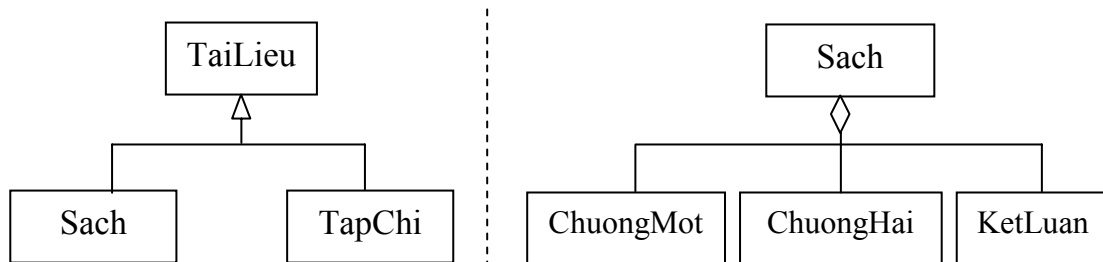 TaiLieu
Sach
TapChi
Sach
ChuongMot
ChuongHai
KetLuan